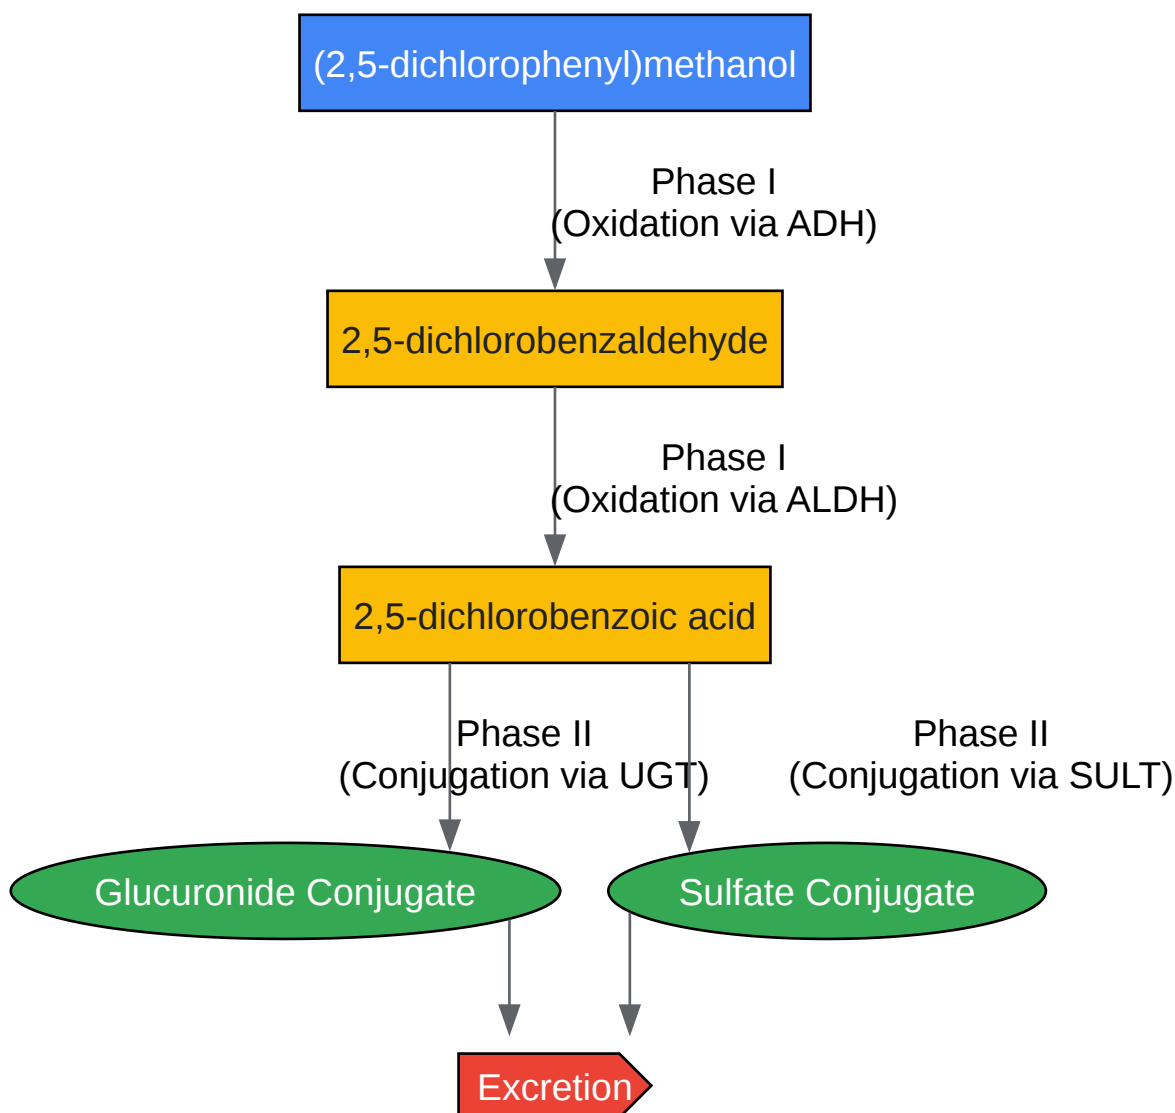 (2,5-dichlorophenyl)methanol
Phase I
(Oxidation via ADH)
2,5-dichlorobenzaldehyde
Phase I
(Oxidation via ALDH)
2,5-dichlorobenzoic acid
Phase II
(Conjugation via UGT)
Phase II
(Conjugation via SULT)
Glucuronide Conjugate
Sulfate Conjugate
Excretion